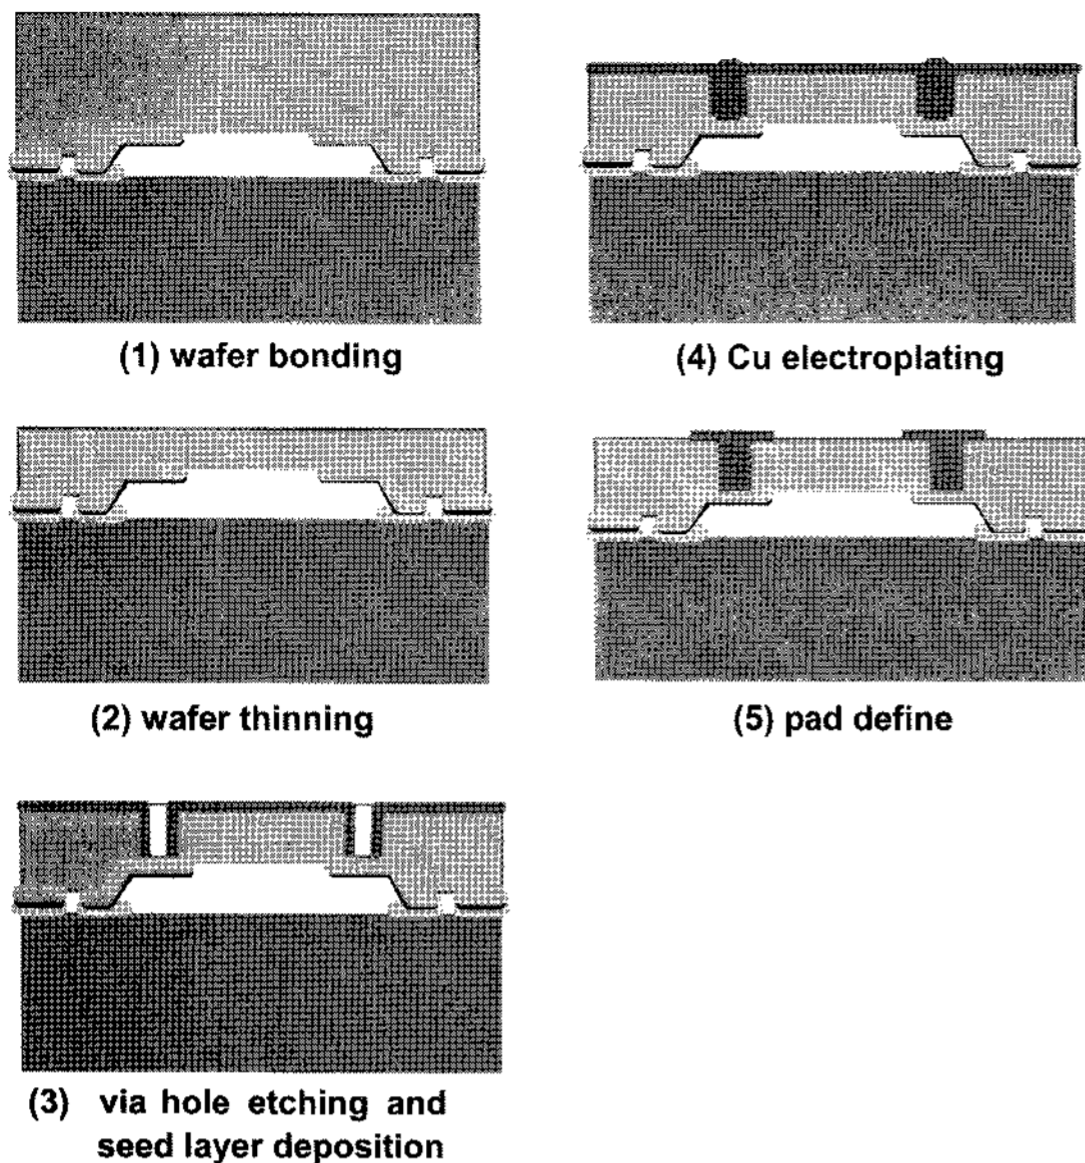 (1) wafer bonding
(2) wafer thinning
(3) via hole etching and
seed layer deposition
(4) Cu electroplating
(5) pad define